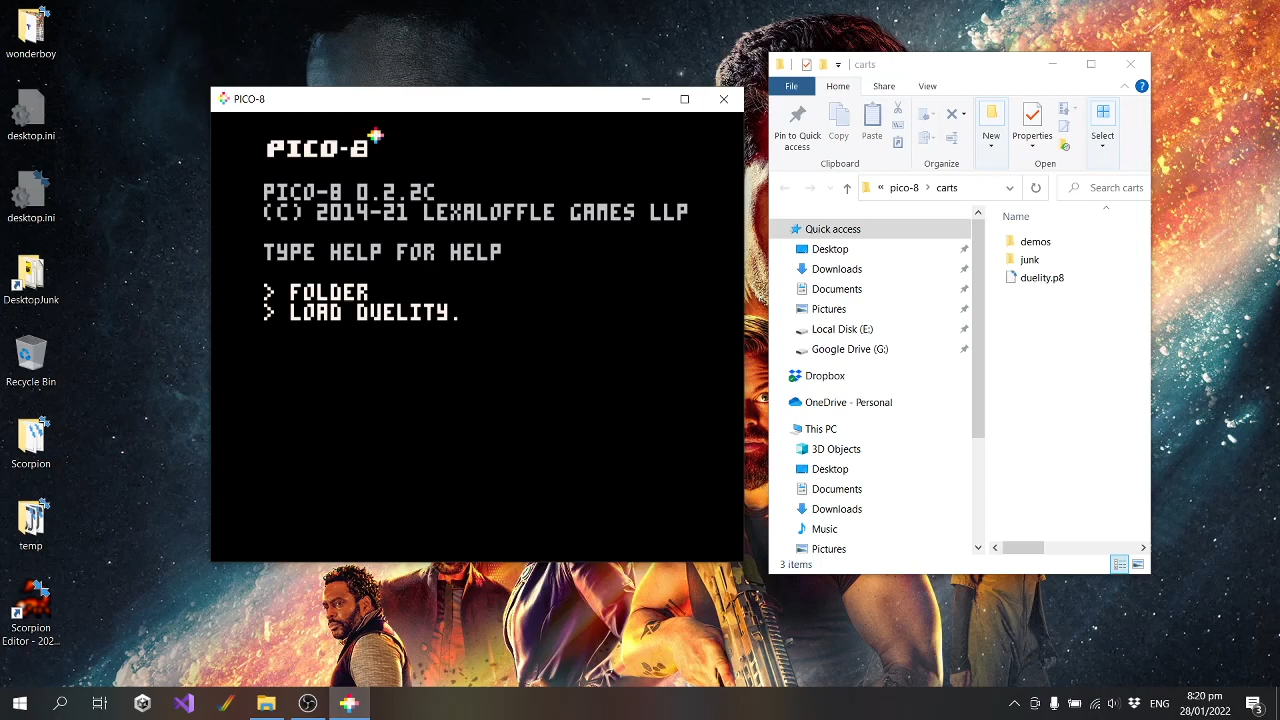 wonderboy
desktop.ini
desktop.ini
DesktopJunk
Recycle Bin
Scorpion
temp
Scorpion
Editor - 202...
PICO-8
PICO-8
PICO-8 0.2.2C
(C) 2014-21 LEXALOFFLE GAMES LLP
TYPE HELP FOR HELP
> FOLDER
> LOAD DUELITY.
carts
File
Home
Share
View
Pin to Quick
access
Copy
Paste
New
Properties
Select
Clipboard
Organize
Open
« pico-8 > carts
Search carts
Quick access
Desktop
Downloads
Documents
Pictures
Local Disk (E:)
Google Drive (G:)
Dropbox
OneDrive - Personal
This PC
3D Objects
Desktop
Documents
Downloads
Music
Pictures
Name
demos
junk
duelity.p8
3 items
ENG
8:20 pm
28/01/2022
3